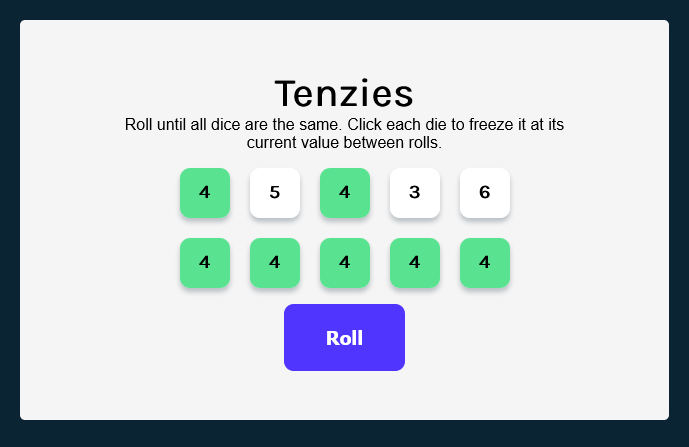 Tenzies
Roll until all dice are the same. Click each die to freeze it at its
current value between rolls.
4 5 4 3 6
4 4 4 4 4
Roll